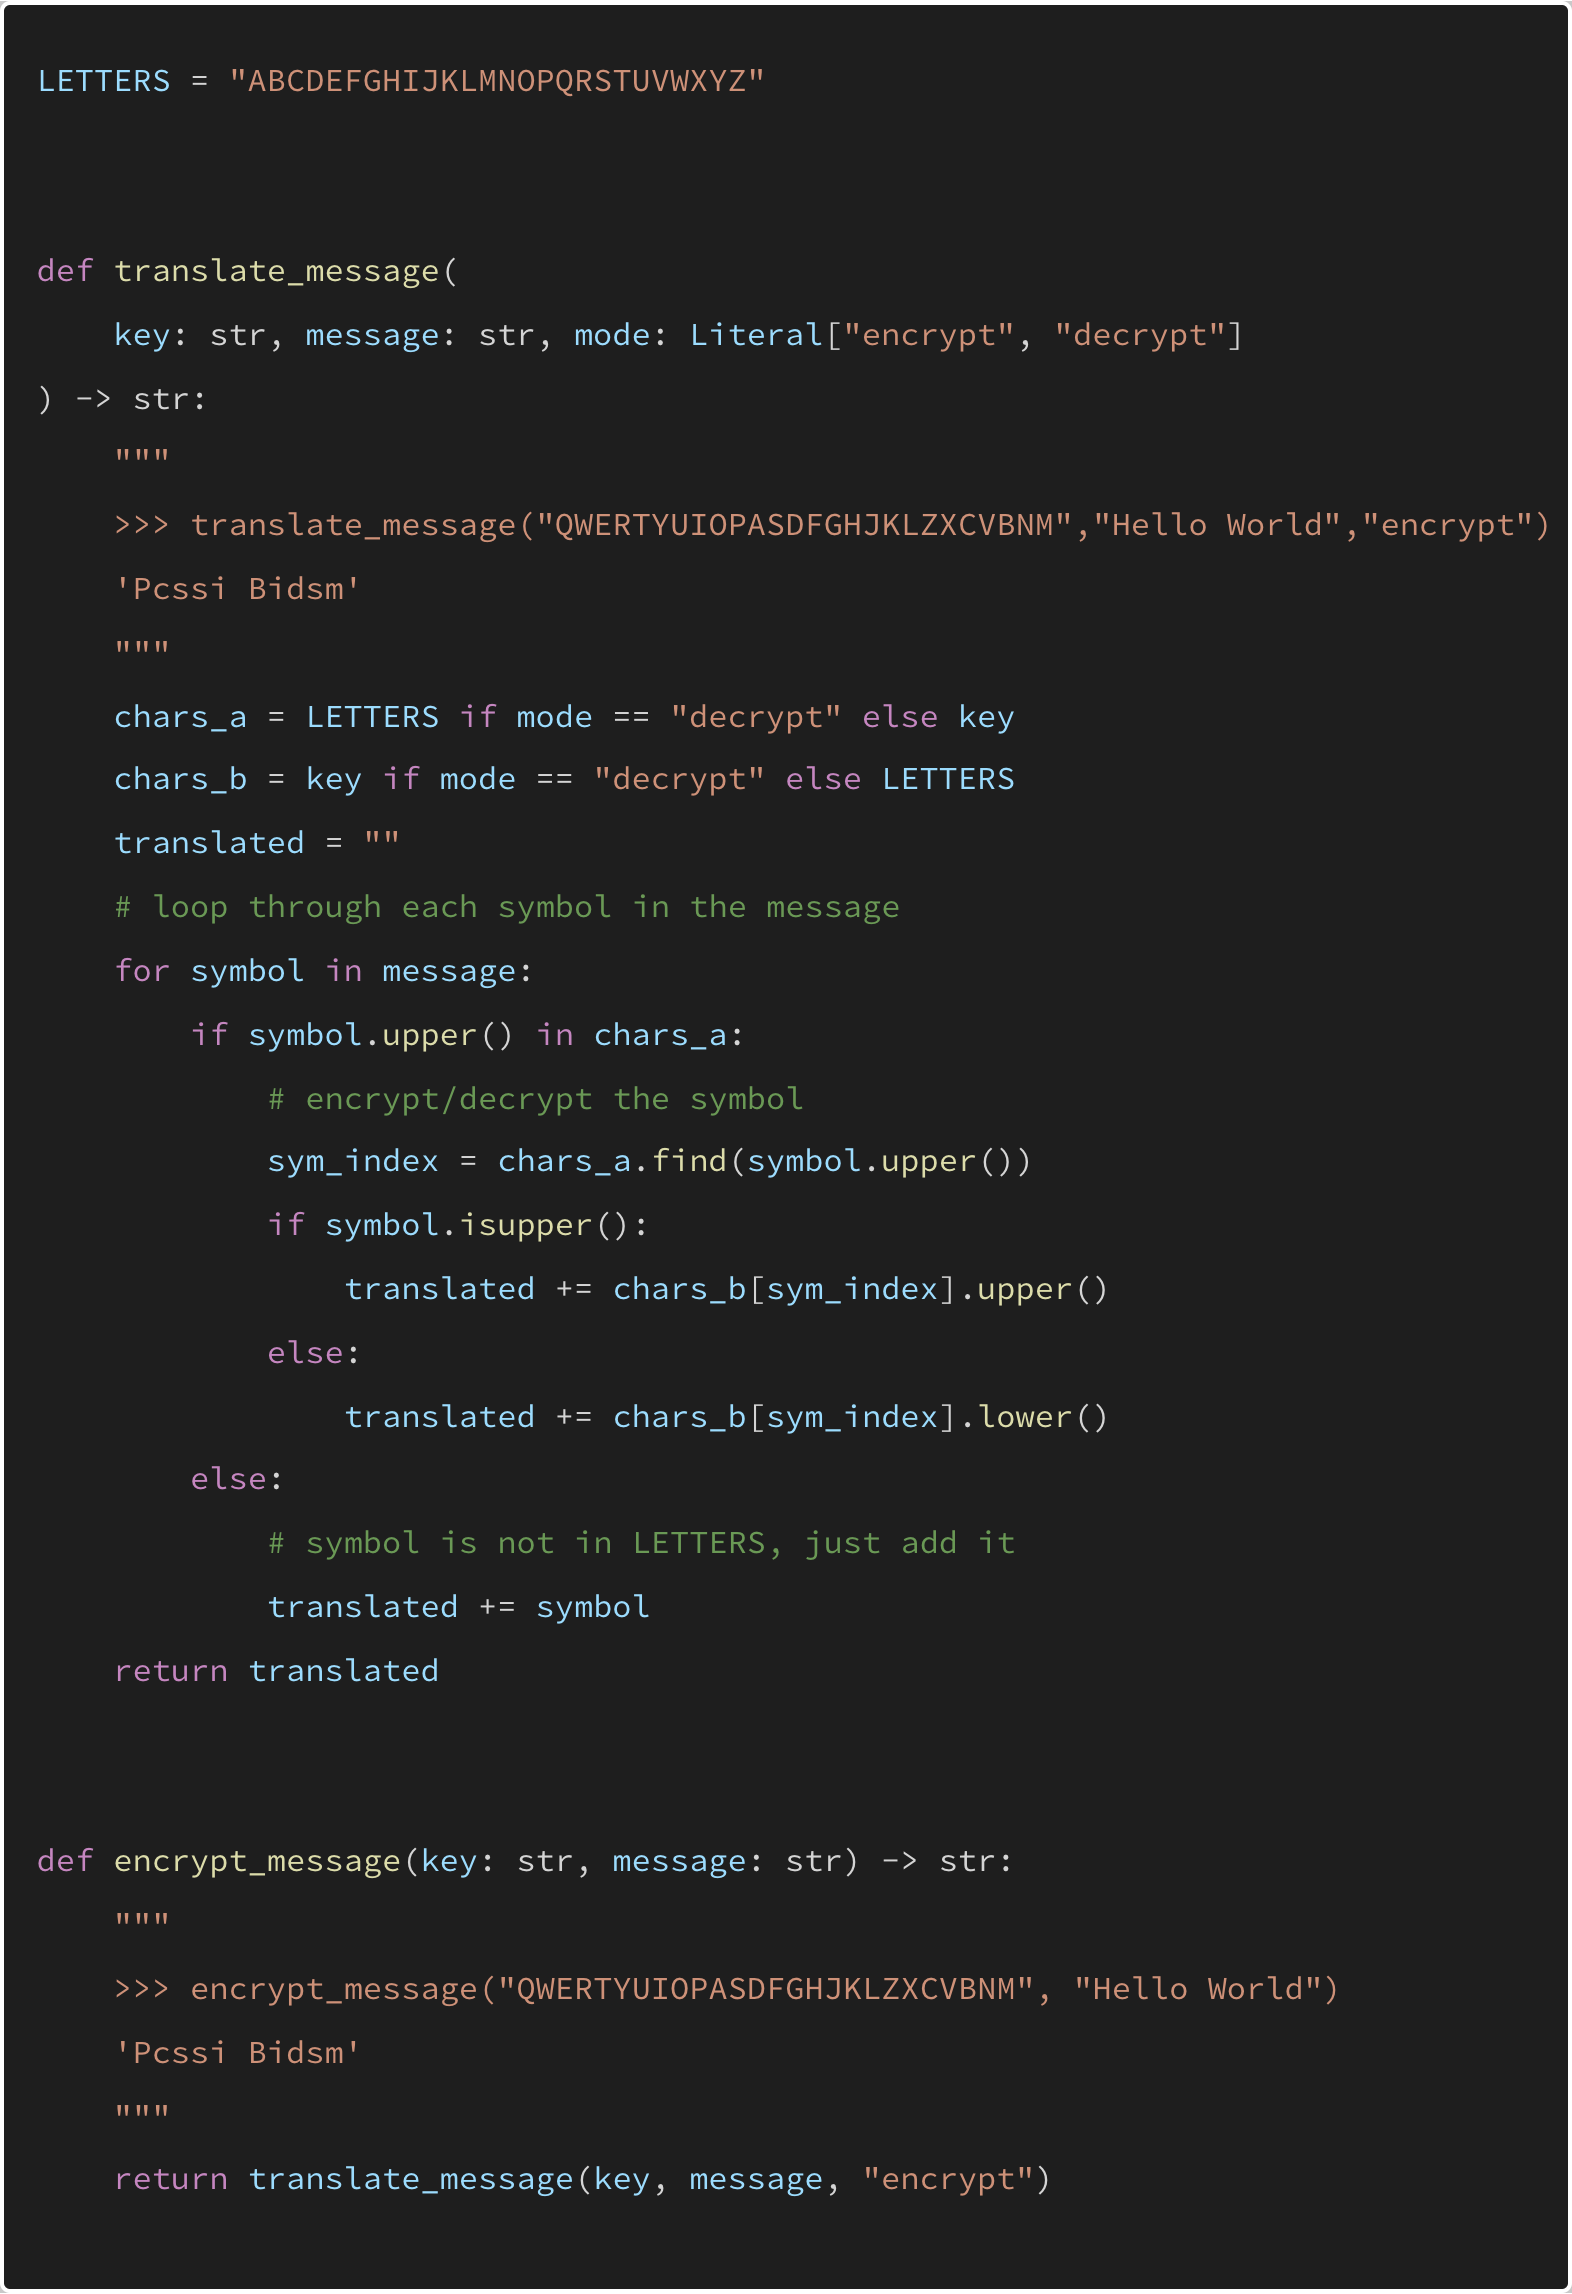 LETTERS = "ABCDEFGHIJKLMNOPQRSTUVWXYZ"
def translate_message(
    key: str, message: str, mode: Literal["encrypt", "decrypt"]
) -> str:
    """
    >>> translate_message("QWERTYUIOPASDFGHJKLZXCVBNM","Hello World","encrypt")
    'Pcssi Bidsm'
    """
    chars_a = LETTERS if mode == "decrypt" else key
    chars_b = key if mode == "decrypt" else LETTERS
    translated = ""
    # loop through each symbol in the message
    for symbol in message:
        if symbol.upper() in chars_a:
            # encrypt/decrypt the symbol
            sym_index = chars_a.find(symbol.upper())
            if symbol.isupper():
                translated += chars_b[sym_index].upper()
            else:
                translated += chars_b[sym_index].lower()
        else:
            # symbol is not in LETTERS, just add it
            translated += symbol
    return translated
def encrypt_message(key: str, message: str) -> str:
    """
    >>> encrypt_message("QWERTYUIOPASDFGHJKLZXCVBNM", "Hello World")
    'Pcssi Bidsm'
    """
    return translate_message(key, message, "encrypt")